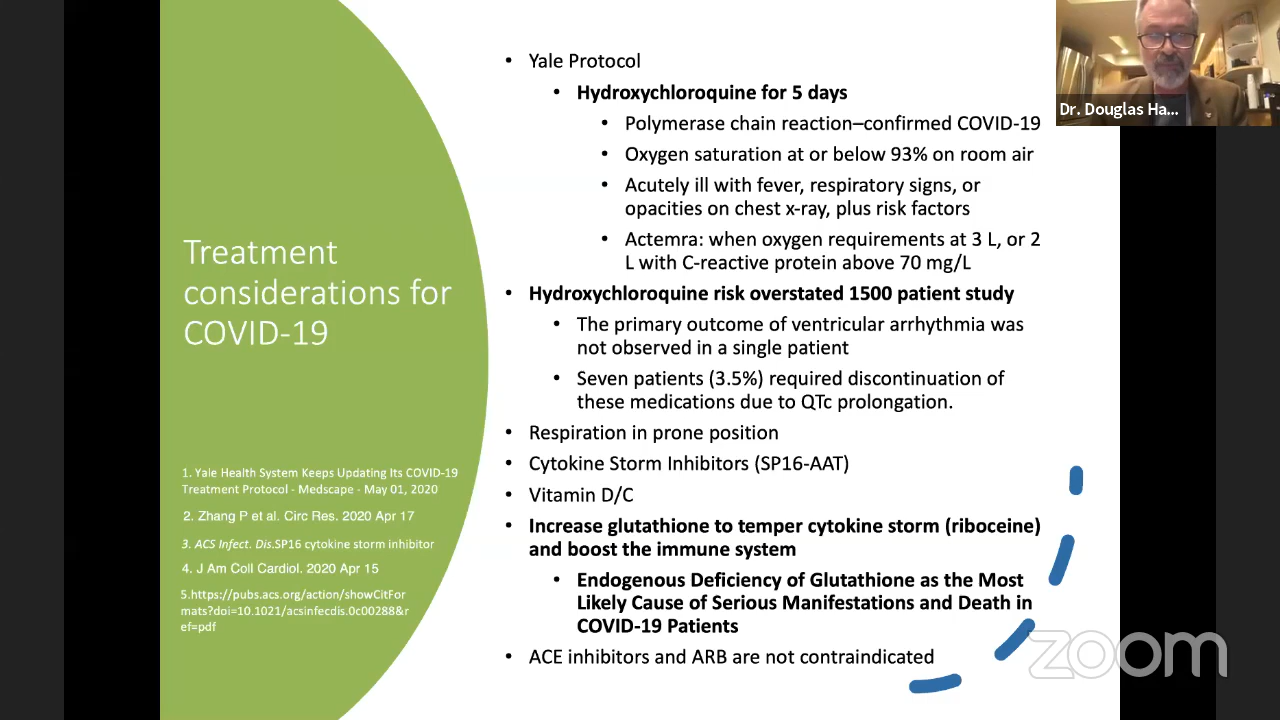 Treatment
considerations for
COVID-19
1. Yale Health System Keeps Updating Its COVID-19
Treatment Protocol - Medscape - May 01, 2020
2. Zhang P et al. Circ Res. 2020 Apr 17
3. ACS Infect. Dis.SP16 cytokine storm inhibitor
4. J Am Coll Cardiol. 2020 Apr 15
5.https://pubs.acs.org/action/showCitFor
mats?doi=10.1021/acsinfecdis.0c00288&r
ef=pdf
• Yale Protocol
• Hydroxychloroquine for 5 days
• Polymerase chain reaction–confirmed COVID-19
• Oxygen saturation at or below 93% on room air
• Acutely ill with fever, respiratory signs, or
opacities on chest x-ray, plus risk factors
• Actemra: when oxygen requirements at 3 L, or 2
L with C-reactive protein above 70 mg/L
• Hydroxychloroquine risk overstated 1500 patient study
• The primary outcome of ventricular arrhythmia was
not observed in a single patient
• Seven patients (3.5%) required discontinuation of
these medications due to QTc prolongation.
• Respiration in prone position
• Cytokine Storm Inhibitors (SP16-AAT)
• Vitamin D/C
• Increase glutathione to temper cytokine storm (riboceine)
and boost the immune system
• Endogenous Deficiency of Glutathione as the Most
Likely Cause of Serious Manifestations and Death in
COVID-19 Patients
• ACE inhibitors and ARB are not contraindicated
Dr. Douglas Ha...
zoom